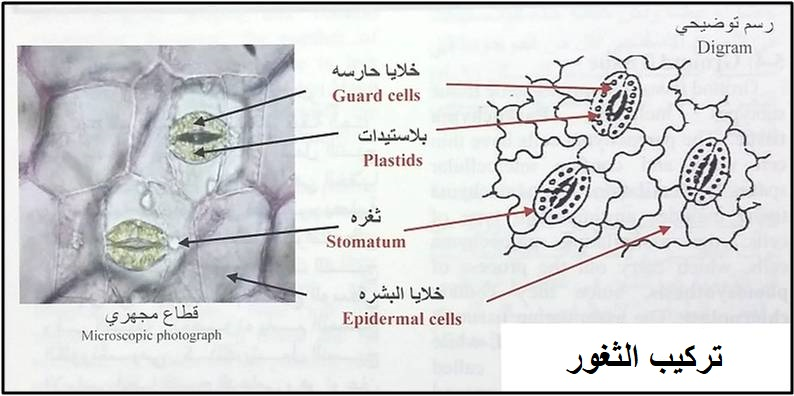 رسم توضيحي
Digram
خلايا حارسه
Guard cells
بلاستيدات
Plastids
ثغره
Stomatum
خلايا البشره
Epidermal cells
قطاع مجهري
Microscopic photograph
تركيب الثغور